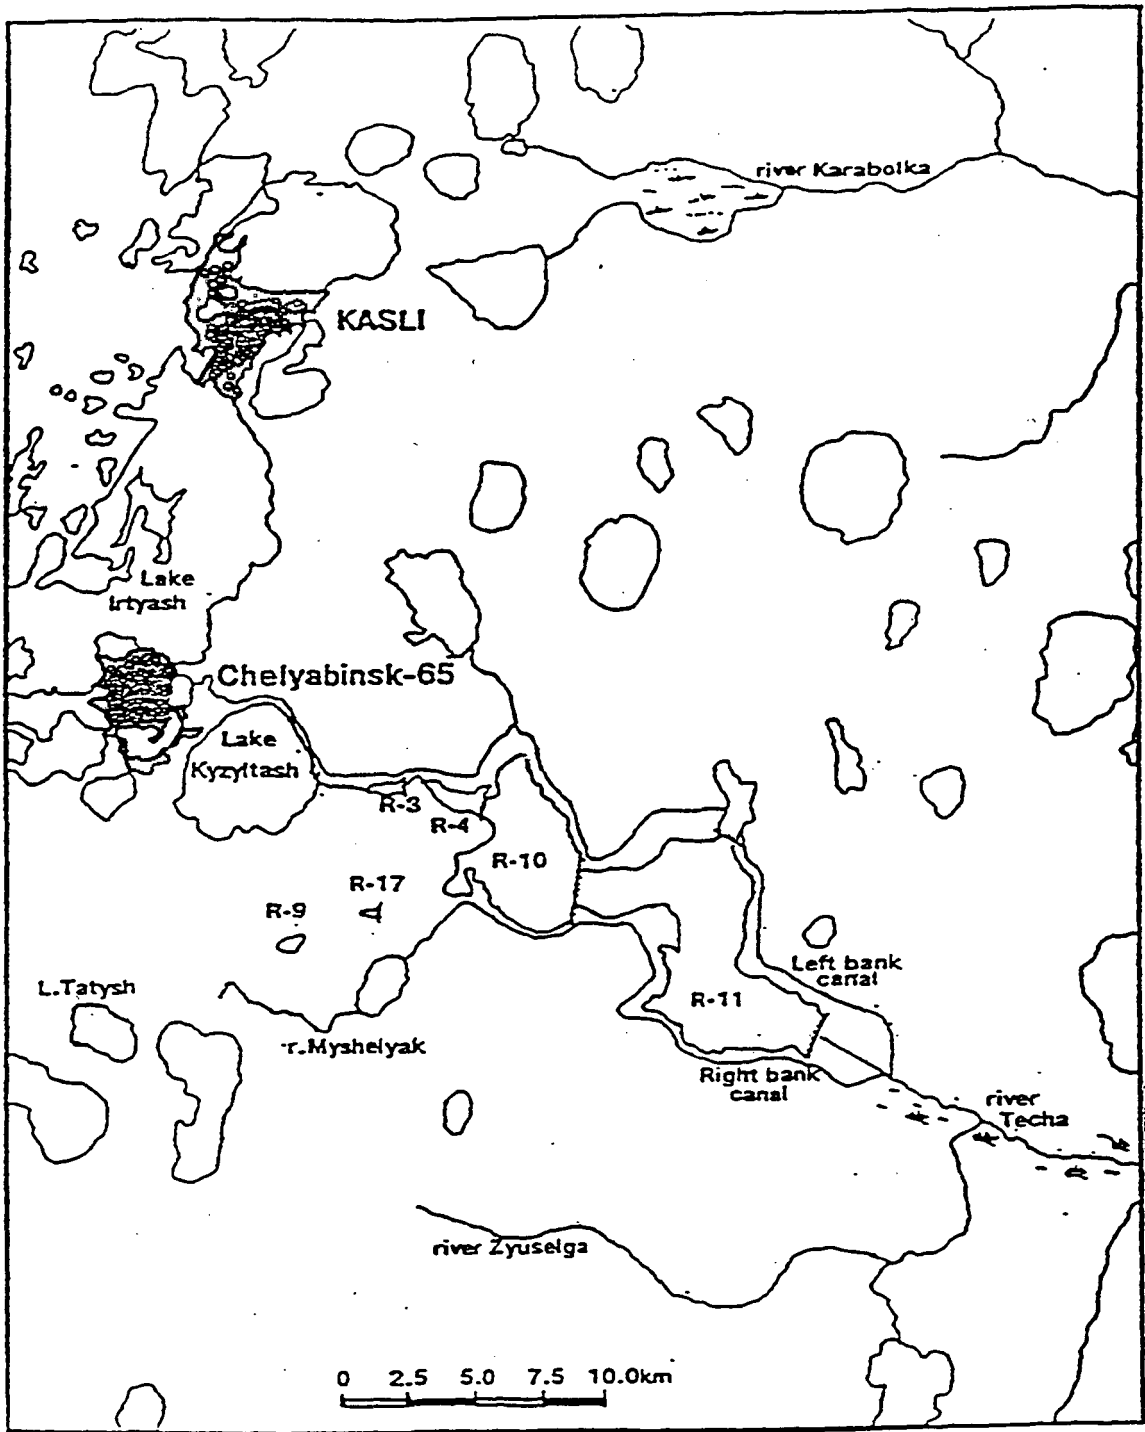 river Karabolka
KASLI
Lake
Irtyash
Chelyabinsk-65
Lake
Kyzyltash
R-3
R-4
R-10
R-17
R-9
L.Tatysh
Left bank
canal
R-11
r.Myshelyak
Right bank
canal
river
Techa
river Zyuselga
0 2.5 5.0 7.5 10.0km